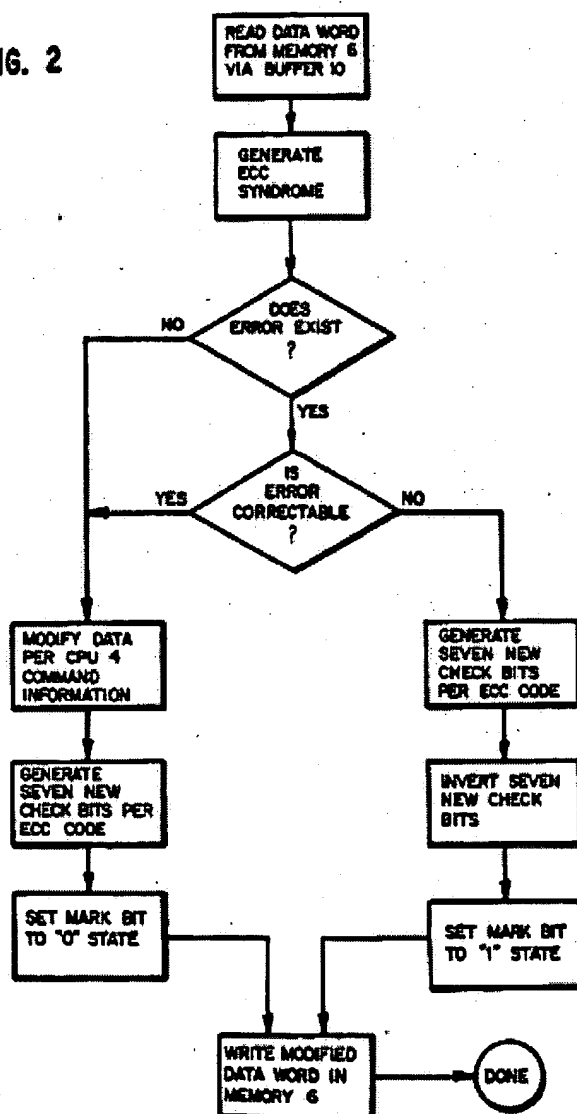 IG. 2
READ DATA WORD
FROM MEMORY 6
VIA BUFFER 10
GENERATE
ECC
SYNDROME
DOES
ERROR EXIST
?
NO
YES
IS
ERROR
CORRECTABLE
?
YES
NO
MODIFY DATA
PER CPU 4
COMMAND
INFORMATION
GENERATE
SEVEN NEW
CHECK BITS
PER ECC CODE
GENERATE
SEVEN NEW
CHECK BITS PER
ECC CODE
INVERT SEVEN
NEW CHECK
BITS
SET MARK BIT
TO "0" STATE
SET MARK BIT
TO "1" STATE
WRITE MODIFIED
DATA WORD IN
MEMORY 6
DONE